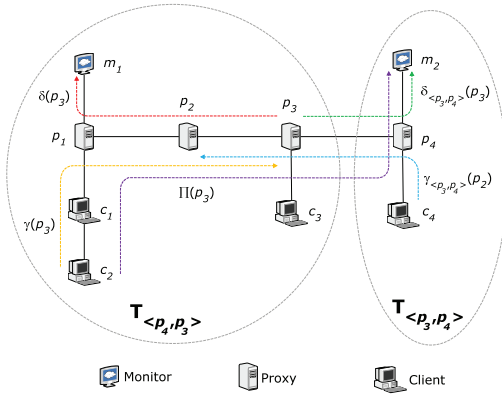 m1
m2
δ(p3)
p2
p3
δ<p3,p4>(p3)
p1
p4
γ(p3)
c1
Π(p3)
c3
γ<p3,p4>(p2)
c4
c2
T<p4,p3>
T<p3,p4>
Monitor
Proxy
Client